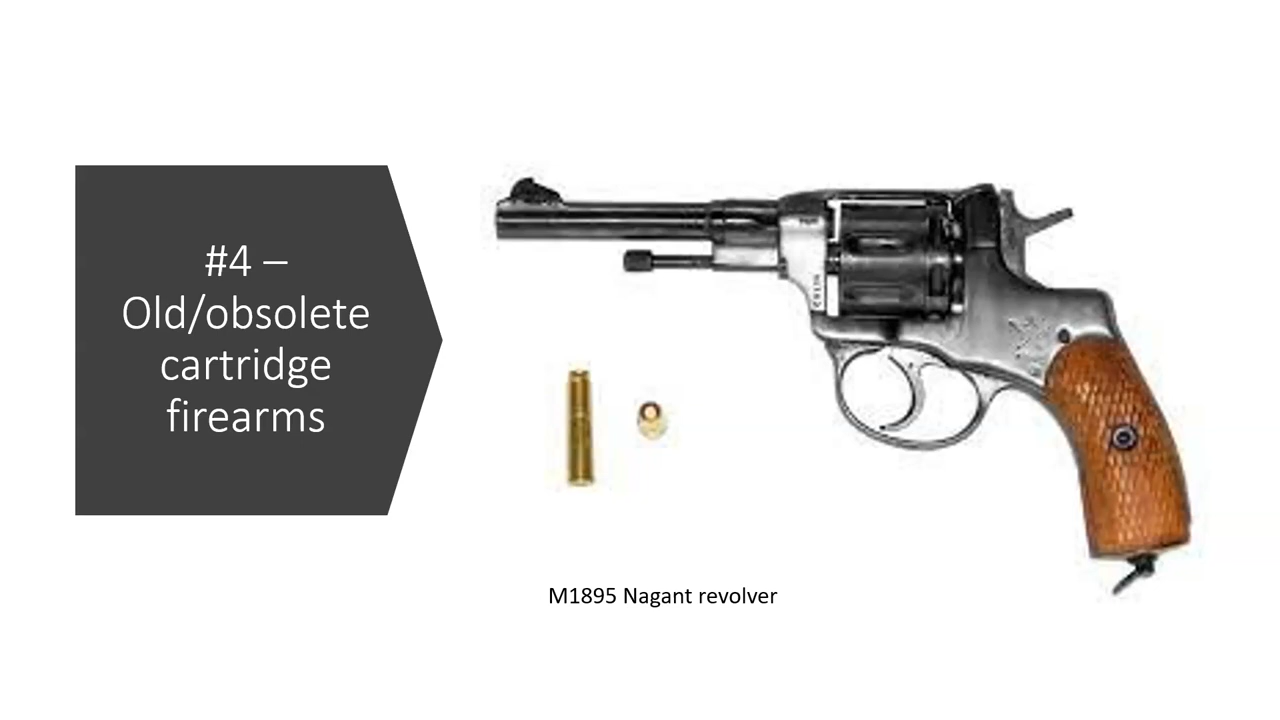 #4 –
Old/obsolete
cartridge
firearms
M1895 Nagant revolver